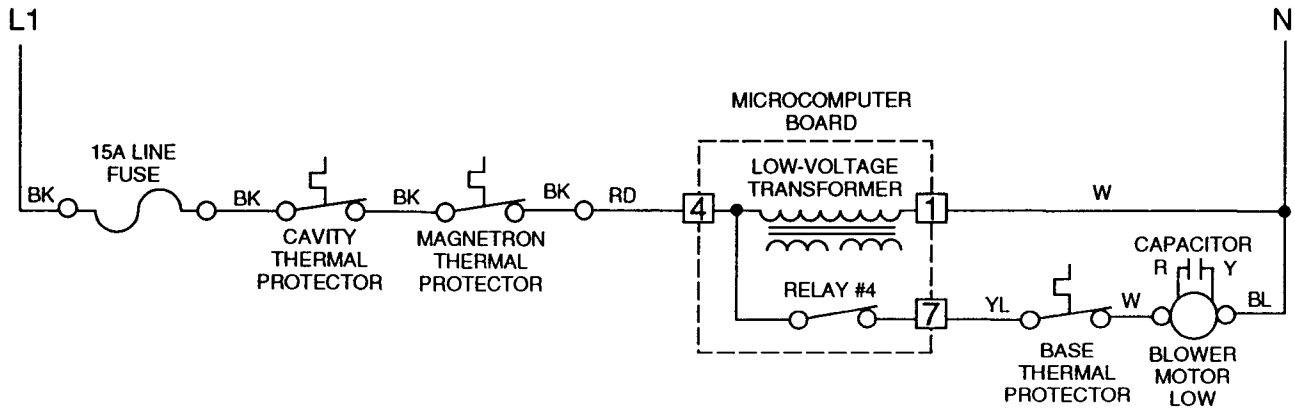 L1
N
MICROCOMPUTER
BOARD
15A LINE
FUSE
LOW-VOLTAGE
TRANSFORMER
BK
BK
BK
BK
RD
4
1
W
CAVITY
THERMAL
PROTECTOR
MAGNETRON
THERMAL
PROTECTOR
CAPACITOR
R
Y
RELAY #4
7
YL
W
BL
BASE
THERMAL
PROTECTOR
BLOWER
MOTOR
LOW